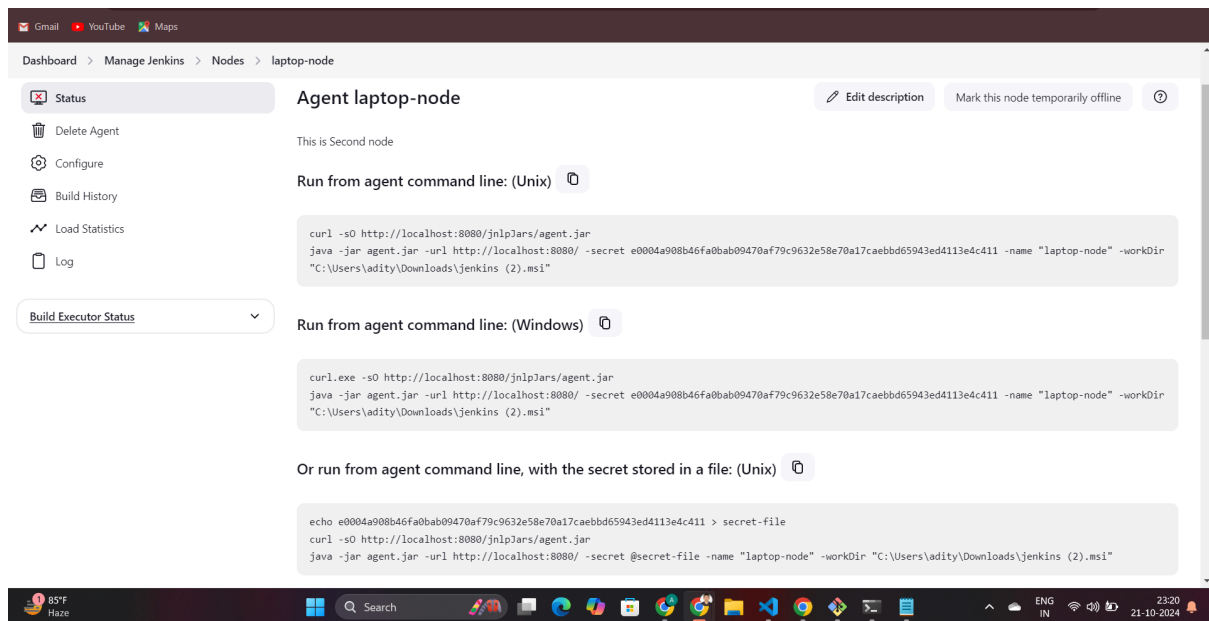 Gmail YouTube Maps
Dashboard > Manage Jenkins > Nodes > laptop-node
Status
Delete Agent
Configure
Build History
Load Statistics
Log
Build Executor Status
Agent laptop-node
Edit description
Mark this node temporarily offline
This is Second node
Run from agent command line: (Unix)
curl -sO http://localhost:8080/jnlpJars/agent.jar
java -jar agent.jar -url http://localhost:8080/ -secret e0004a908b46fa0bab09470af79c9632e58e70a17caebbd65943ed4113e4c411 -name "laptop-node" -workDir
"C:\Users\adity\Downloads\jenkins (2).msi"
Run from agent command line: (Windows)
curl.exe -sO http://localhost:8080/jnlpJars/agent.jar
java -jar agent.jar -url http://localhost:8080/ -secret e0004a908b46fa0bab09470af79c9632e58e70a17caebbd65943ed4113e4c411 -name "laptop-node" -workDir
"C:\Users\adity\Downloads\jenkins (2).msi"
Or run from agent command line, with the secret stored in a file: (Unix)
echo e0004a908b46fa0bab09470af79c9632e58e70a17caebbd65943ed4113e4c411 > secret-file
curl -sO http://localhost:8080/jnlpJars/agent.jar
java -jar agent.jar -url http://localhost:8080/ -secret @secret-file -name "laptop-node" -workDir "C:\Users\adity\Downloads\jenkins (2).msi"
1
85°F
Haze
Search
ENG
IN
23:20
21-10-2024